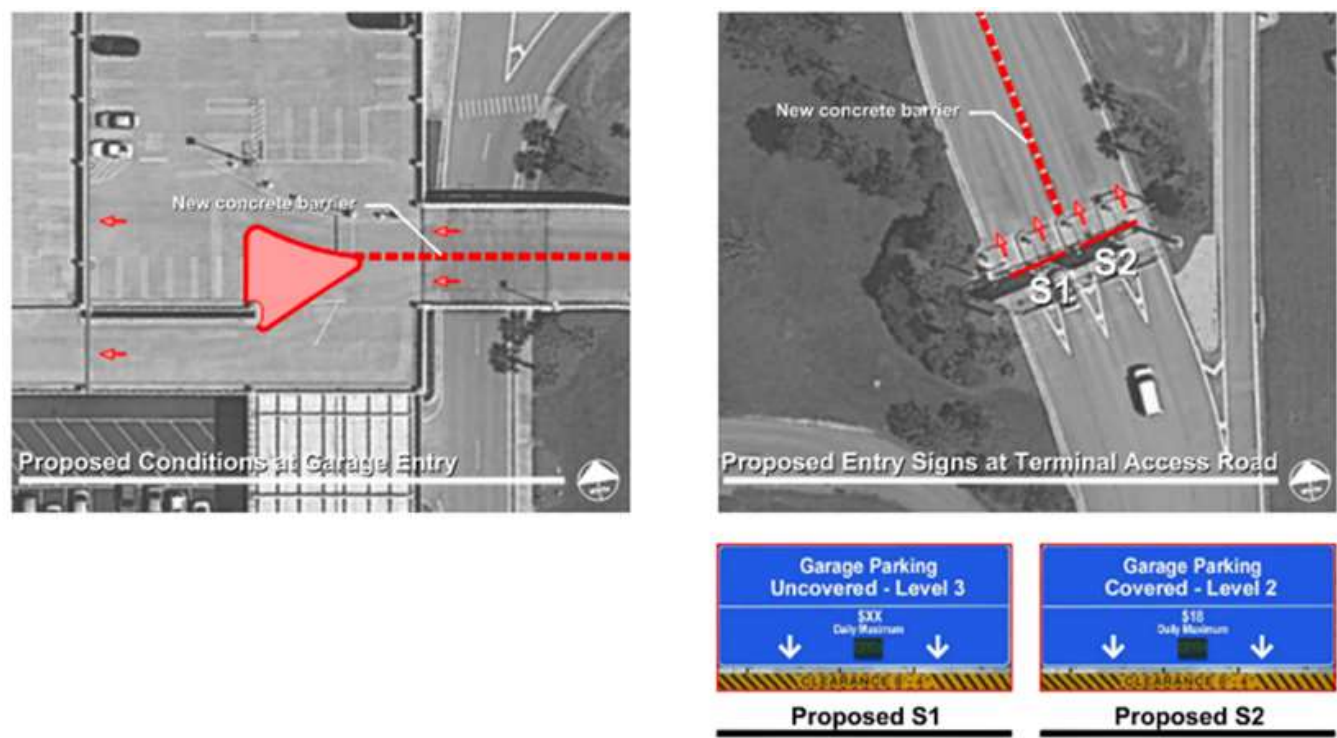 New concrete barrier
Proposed Conditions at Garage Entry
New concrete barrier
S1
S2
Proposed Entry Signs at Terminal Access Road
Garage Parking
Uncovered - Level 3
$XX
Daily Maximum
Garage Parking
Covered - Level 2
$18
Daily Maximum
Proposed S1
Proposed S2